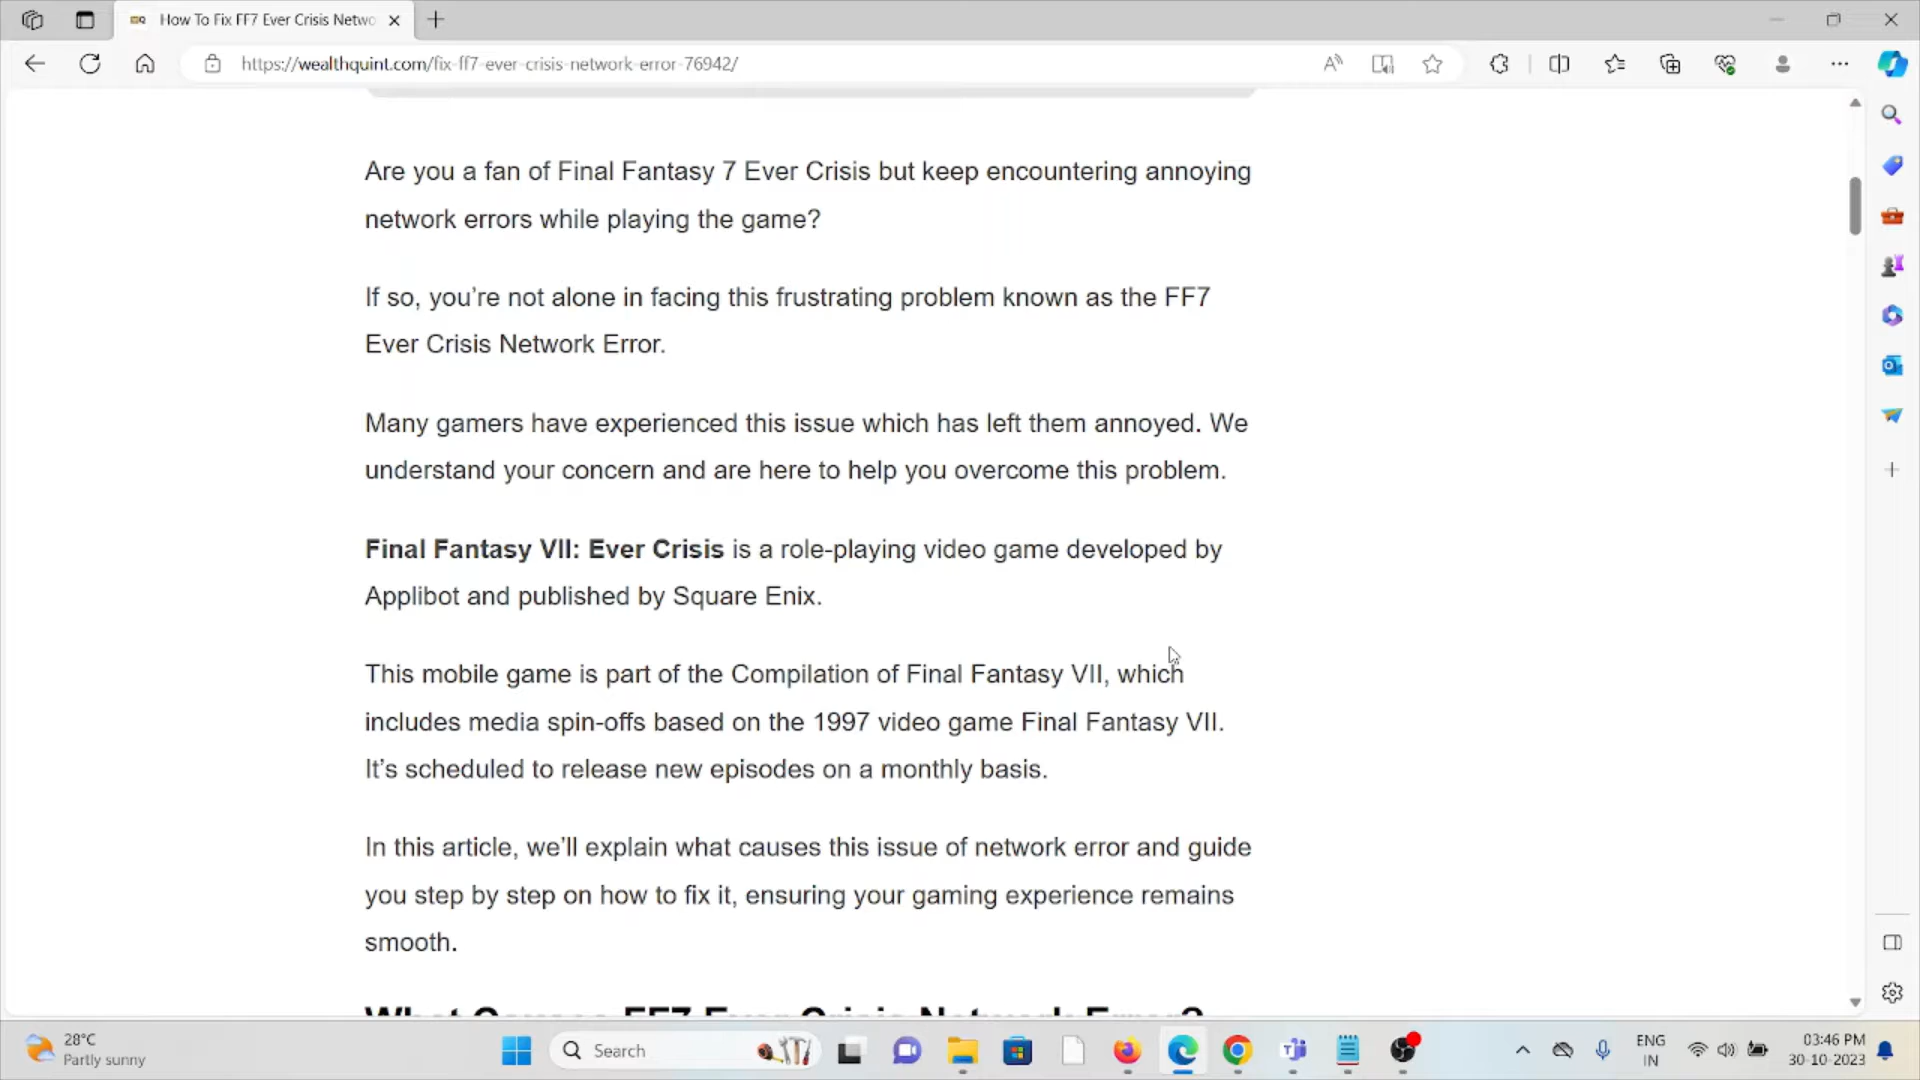 How To Fix FF7 Ever Crisis Netwo
https://wealthquint.com/fix-ff7-ever-crisis-network-error-76942/
Are you a fan of Final Fantasy 7 Ever Crisis but keep encountering annoying
network errors while playing the game?
If so, you’re not alone in facing this frustrating problem known as the FF7
Ever Crisis Network Error.
Many gamers have experienced this issue which has left them annoyed. We
understand your concern and are here to help you overcome this problem.
Final Fantasy VII: Ever Crisis is a role-playing video game developed by
Applibot and published by Square Enix.
This mobile game is part of the Compilation of Final Fantasy VII, which
includes media spin-offs based on the 1997 video game Final Fantasy VII.
It’s scheduled to release new episodes on a monthly basis.
In this article, we’ll explain what causes this issue of network error and guide
you step by step on how to fix it, ensuring your gaming experience remains
smooth.
What Causes FF7 Ever Crisis Network Error?
28°C
Partly sunny
Search
ENG
IN
03:46 PM
30-10-2023